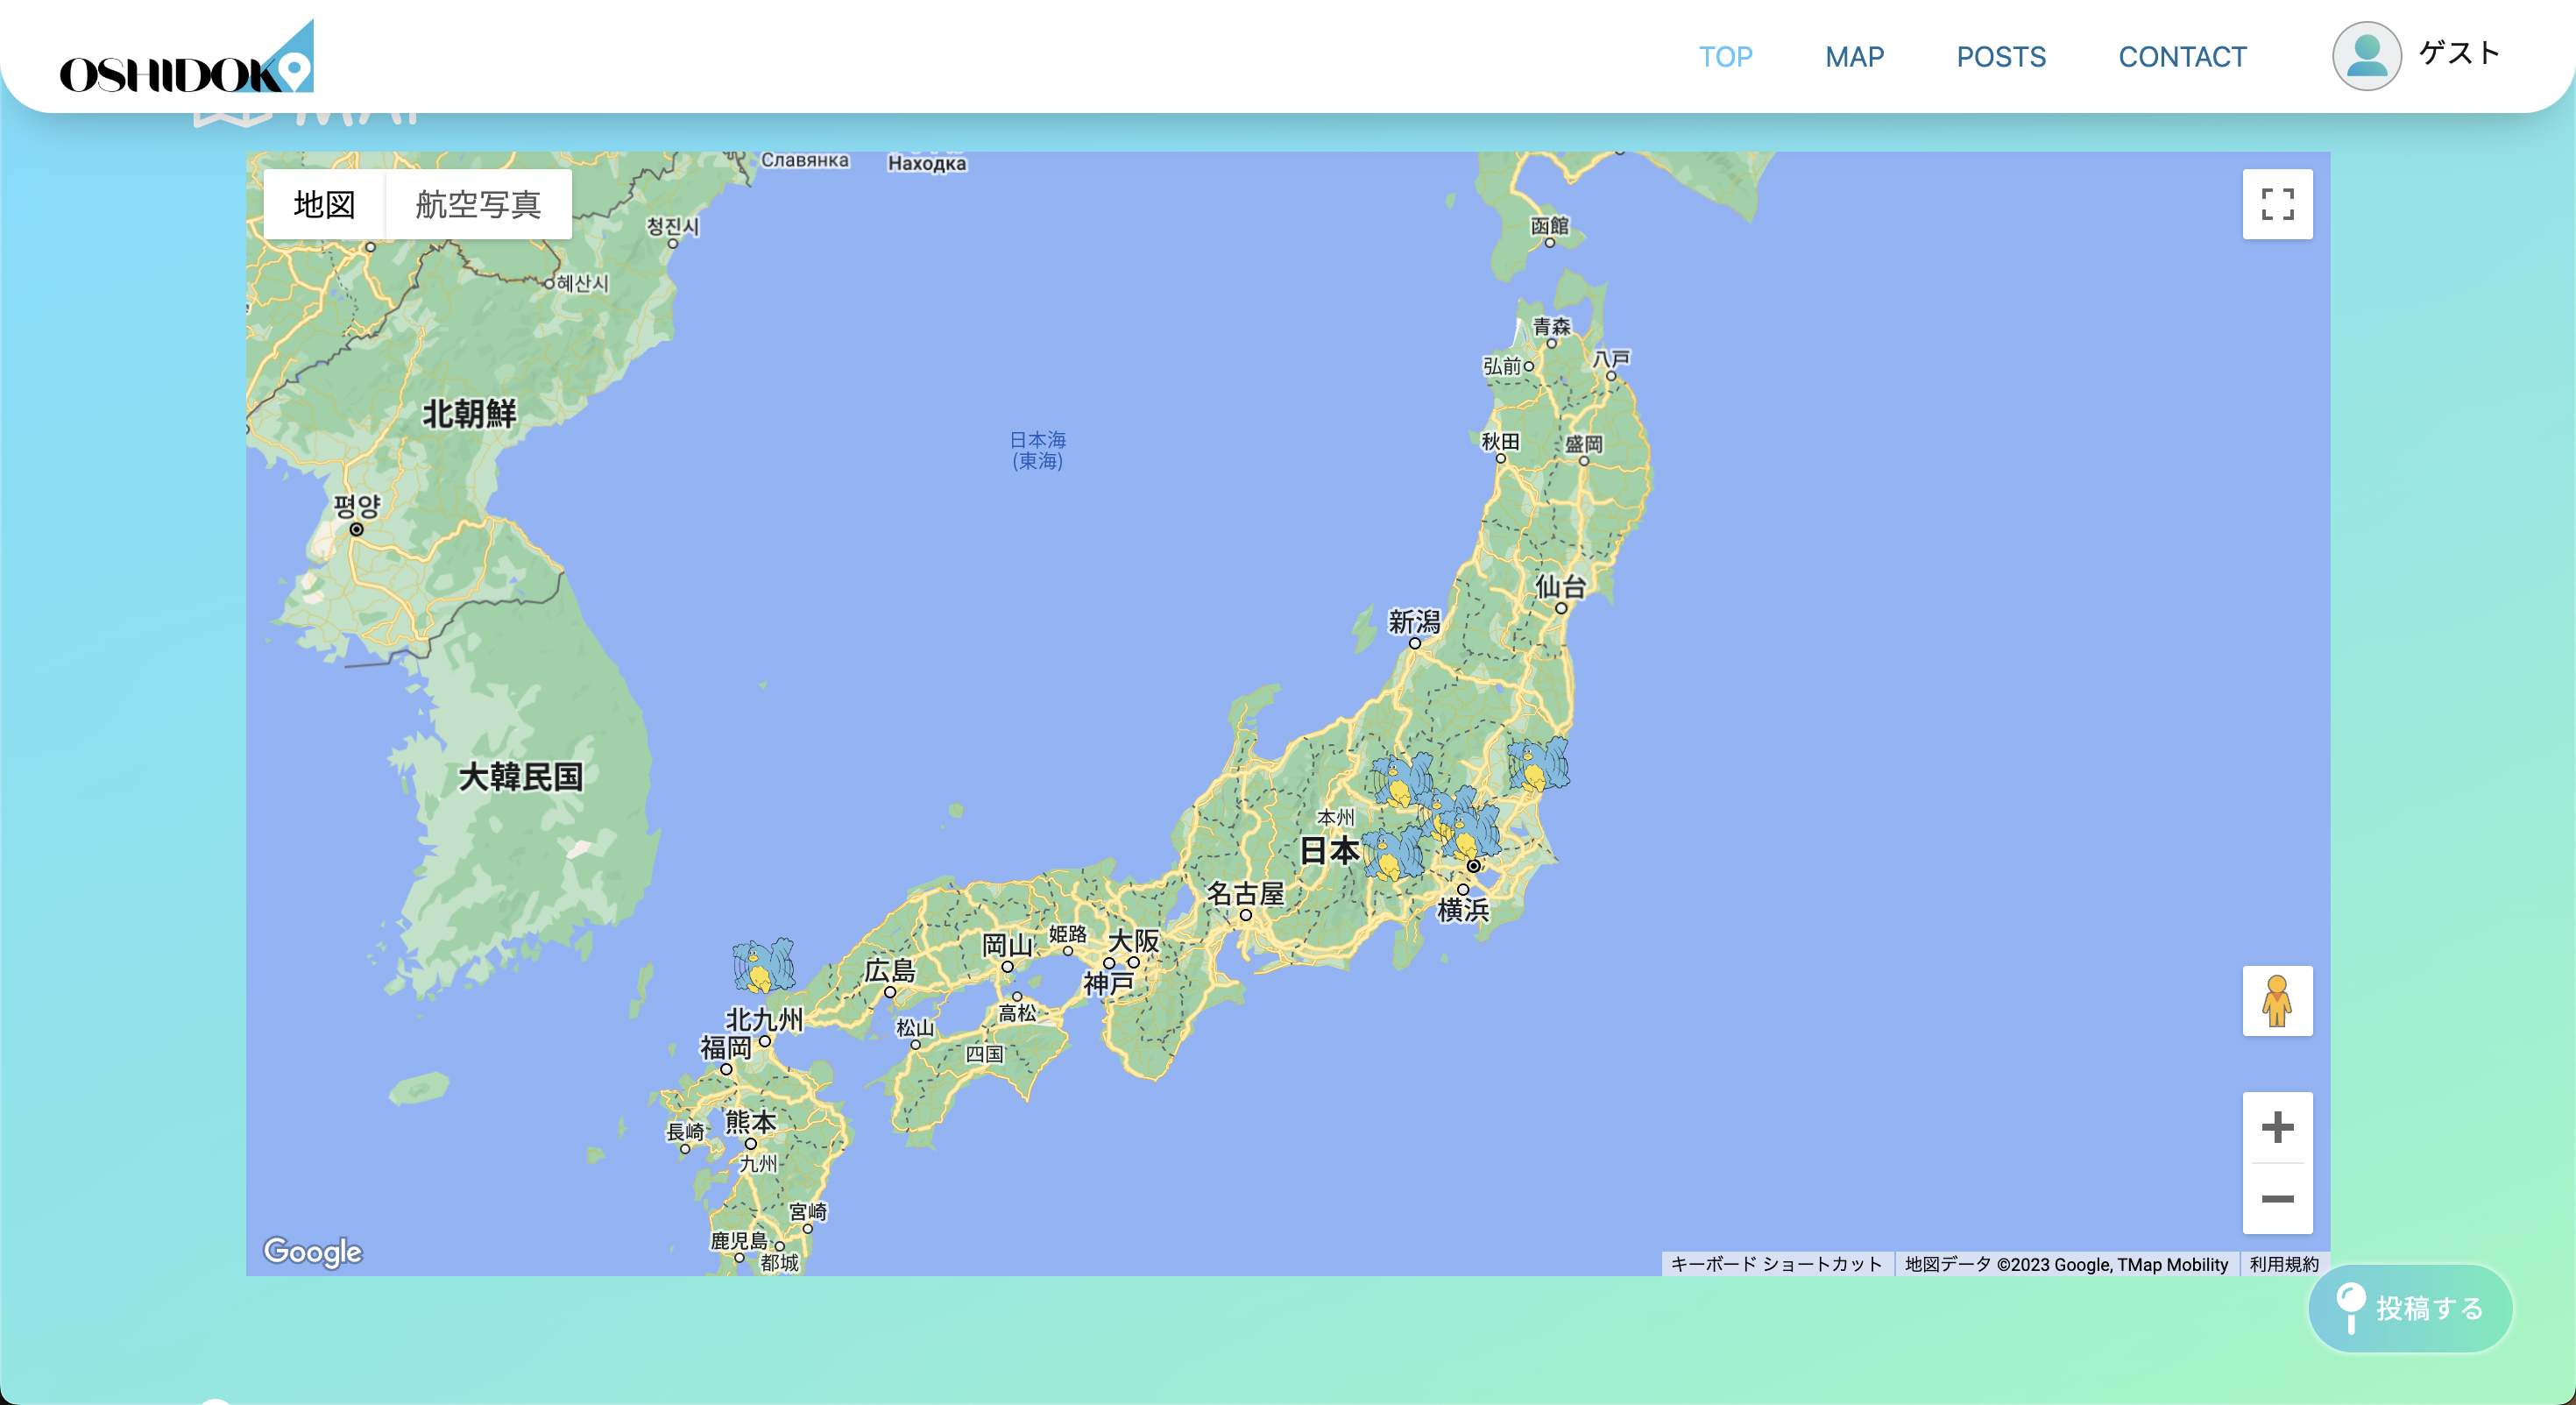 OSHIDOKO
TOP
MAP
POSTS
CONTACT
ゲスト
MAP
地図
航空写真
Славянка
Находка
청진시
혜산시
函館
青森
弘前
八戸
北朝鮮
日本海
(東海)
秋田
盛岡
평양
仙台
新潟
大韓民国
本州
日本
名古屋
横浜
岡山
姫路
大阪
広島
神戸
高松
北九州
松山
福岡
四国
熊本
長崎
九州
宮崎
鹿児島
都城
Google
キーボード ショートカット
地図データ ©2023 Google, TMap Mobility
利用規約
投稿する